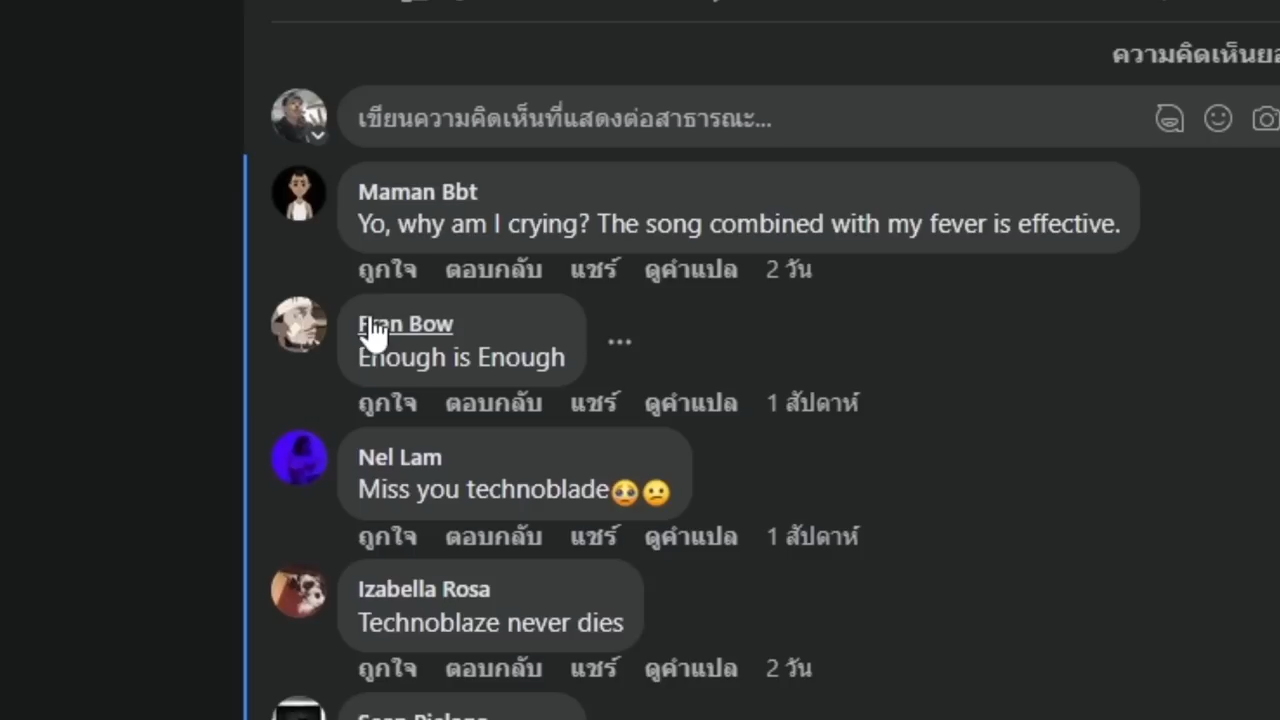 ความคิดเห็นยอ
เขียนความคิดเห็นที่แสดงต่อสาธารณะ...
Maman Bbt
Yo, why am I crying? The song combined with my fever is effective.
ถูกใจ ตอบกลับ แชร์ ดูคำแปล 2 วัน
Bow
Enough is Enough
ถูกใจ ตอบกลับ แชร์ ดูคำแปล 1 สัปดาห์
Nel Lam
Miss you technoblade🥹😕
ถูกใจ ตอบกลับ แชร์ ดูคำแปล 1 สัปดาห์
Izabella Rosa
Technoblaze never dies
ถูกใจ ตอบกลับ แชร์ ดูคำแปล 2 วัน